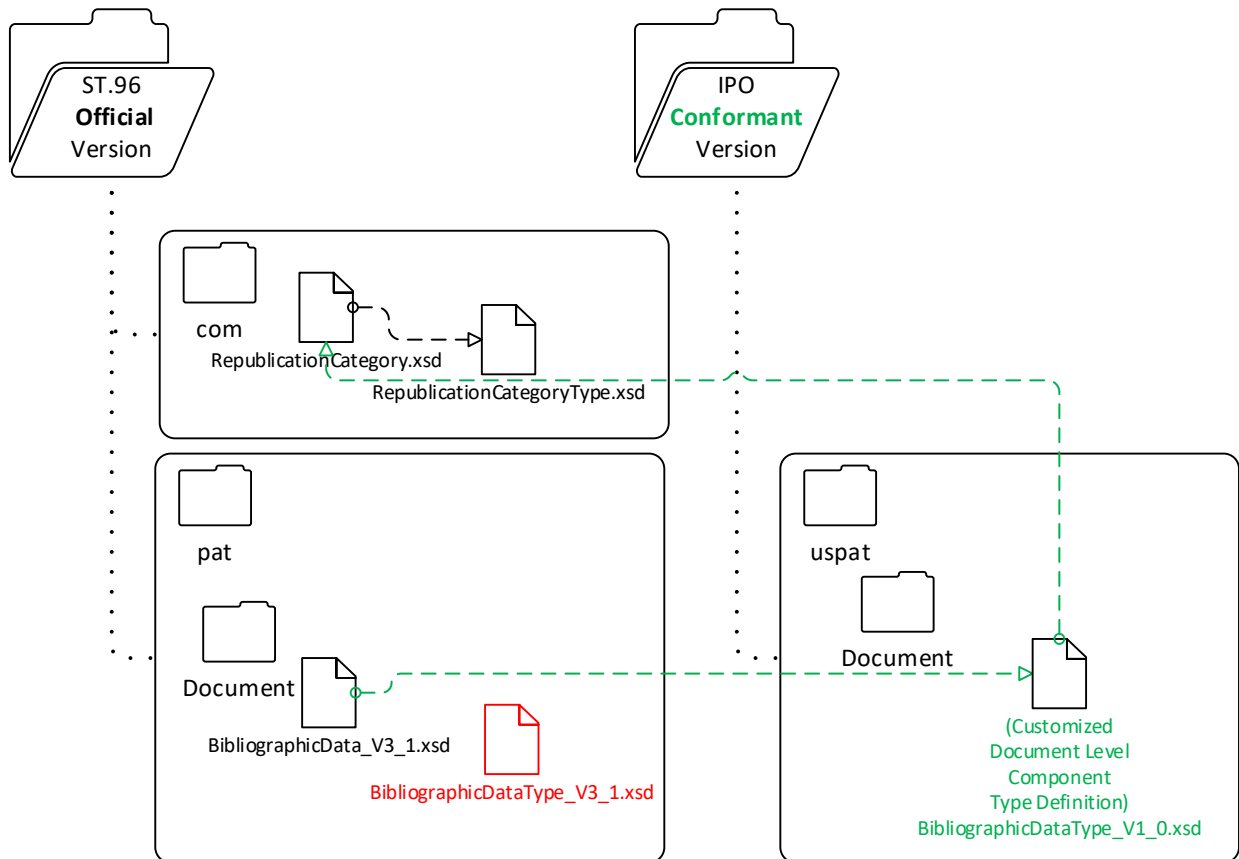 ST.96
Official
Version
IPO
Conformant
Version
com
RepublicationCategory.xsd
RepublicationCategoryType.xsd
pat
Document
BibliographicData_V3_1.xsd
BibliographicDataType_V3_1.xsd
uspat
Document
(Customized
Document Level
Component
Type Definition)
BibliographicDataType_V1_0.xsd